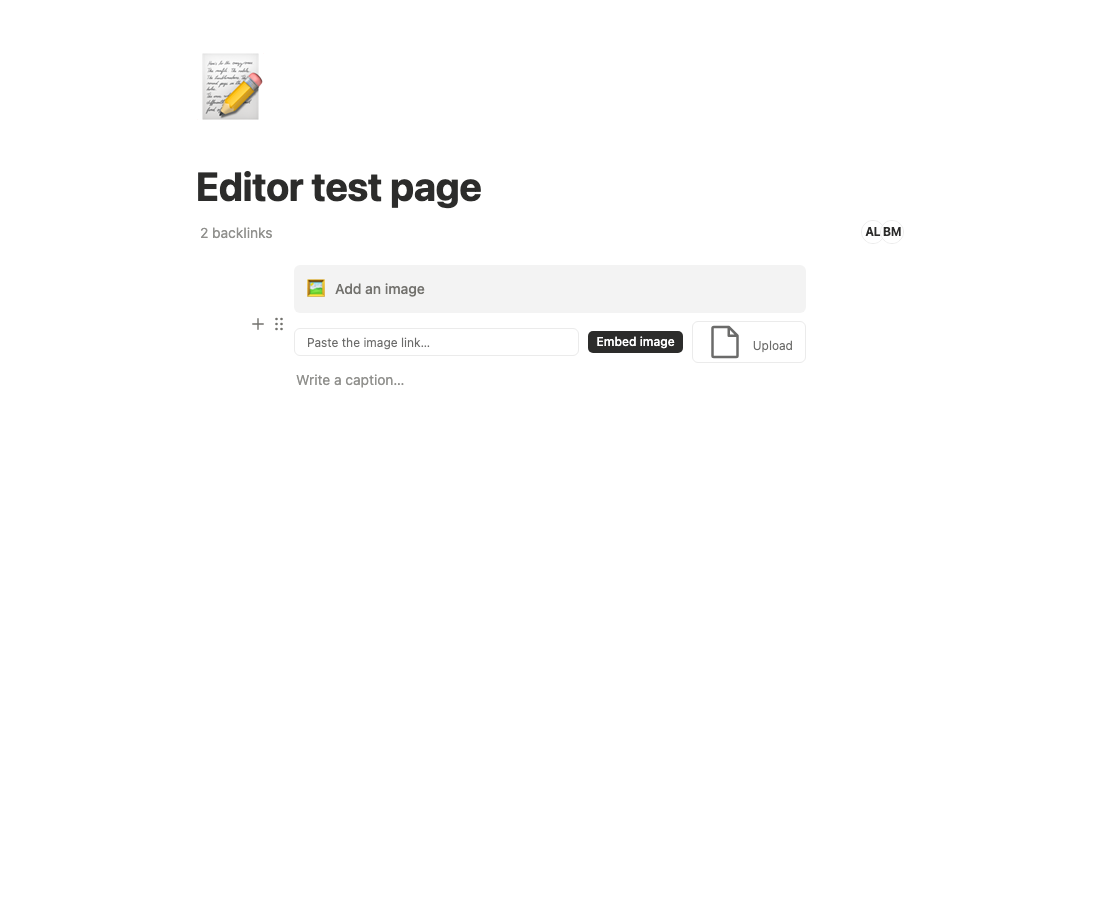 Editor test page
2 backlinks
AL BM
Add an image
Paste the image link...
Embed image
Upload
Write a caption...